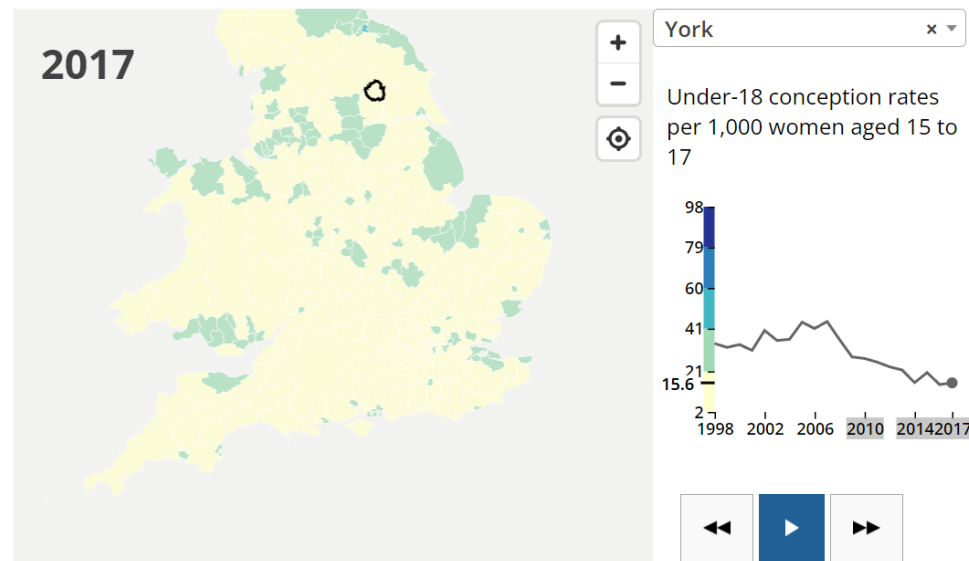 2017
+
−
York × ▼
Under-18 conception rates
per 1,000 women aged 15 to
17
98
79
60
41
21
15.6
2
1998 2002 2006 2010 2014 2017